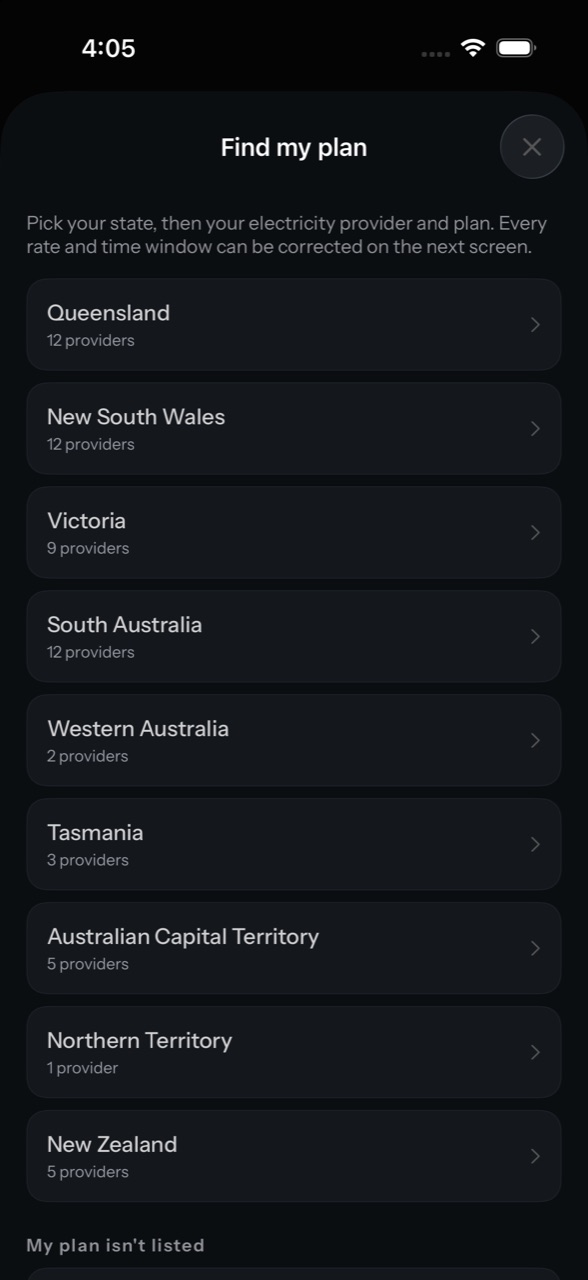 4:05
Find my plan
Pick your state, then your electricity provider and plan. Every
rate and time window can be corrected on the next screen.
Queensland
12 providers
New South Wales
12 providers
Victoria
9 providers
South Australia
12 providers
Western Australia
2 providers
Tasmania
3 providers
Australian Capital Territory
5 providers
Northern Territory
1 provider
New Zealand
5 providers
My plan isn't listed